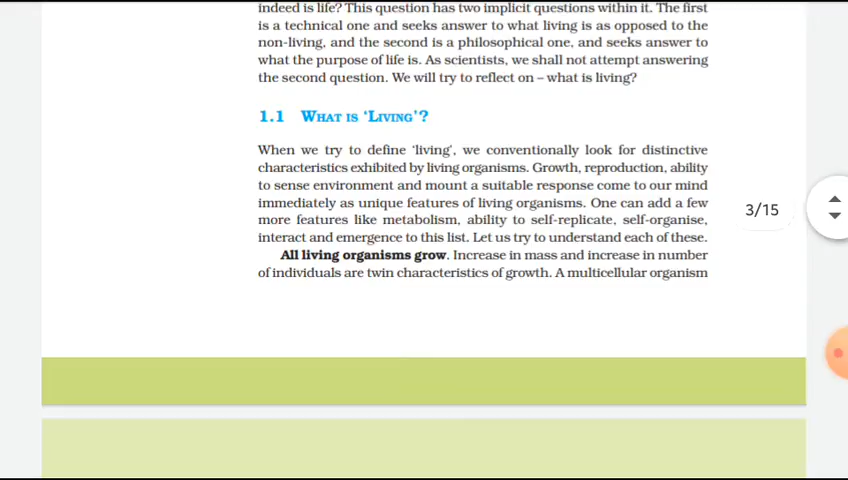 indeed is life? This question has two implicit questions within it. The first
is a technical one and seeks answer to what living is as opposed to the
non-living, and the second is a philosophical one, and seeks answer to
what the purpose of life is. As scientists, we shall not attempt answering
the second question. We will try to reflect on – what is living?
1.1 WHAT IS ‘LIVING’?
When we try to define ‘living’, we conventionally look for distinctive
characteristics exhibited by living organisms. Growth, reproduction, ability
to sense environment and mount a suitable response come to our mind
immediately as unique features of living organisms. One can add a few
more features like metabolism, ability to self-replicate, self-organise,
interact and emergence to this list. Let us try to understand each of these.
All living organisms grow. Increase in mass and increase in number
of individuals are twin characteristics of growth. A multicellular organism
3/15